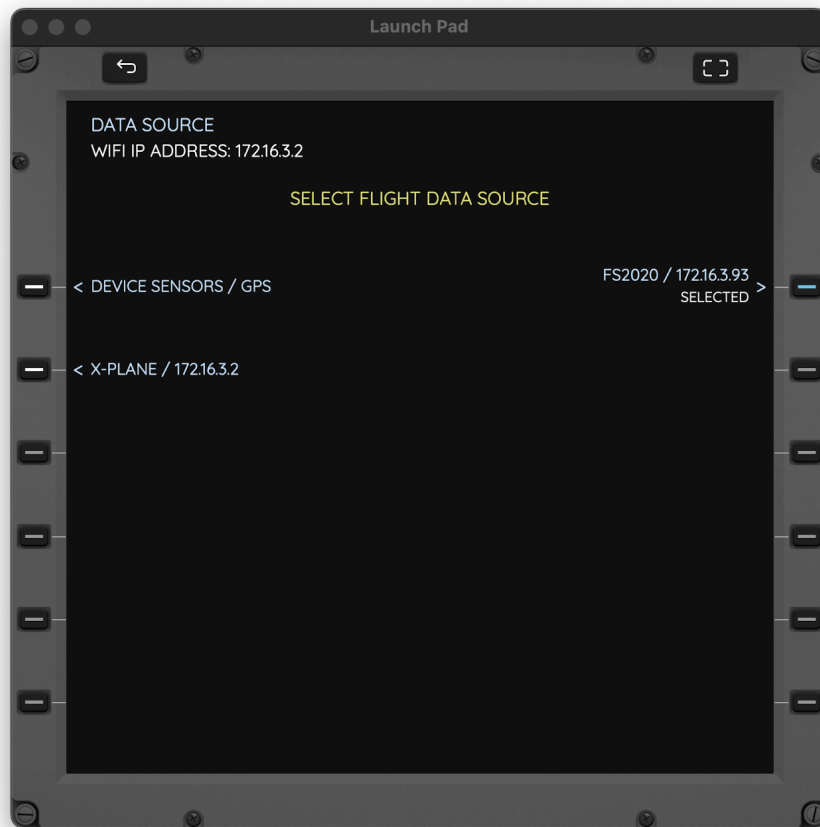 Launch Pad
DATA SOURCE
WIFI IP ADDRESS: 172.16.3.2
SELECT FLIGHT DATA SOURCE
< DEVICE SENSORS / GPS
FS2020 / 172.16.3.93 >
SELECTED
< X-PLANE / 172.16.3.2